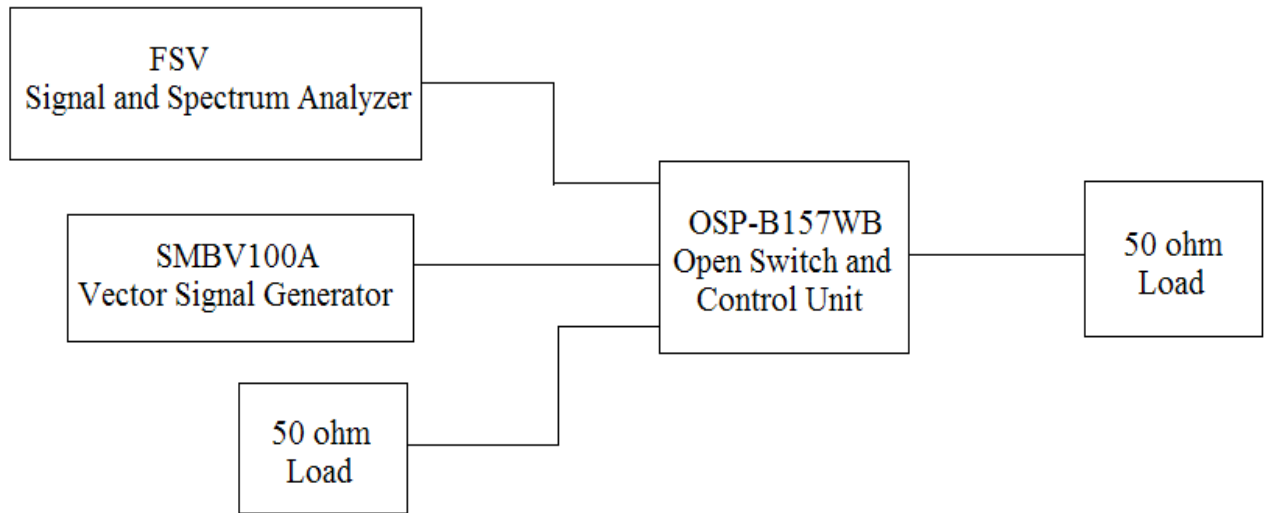 FSV
Signal and Spectrum Analyzer
SMBV100A
Vector Signal Generator
50 ohm
Load
OSP-B157WB
Open Switch and
Control Unit
50 ohm
Load